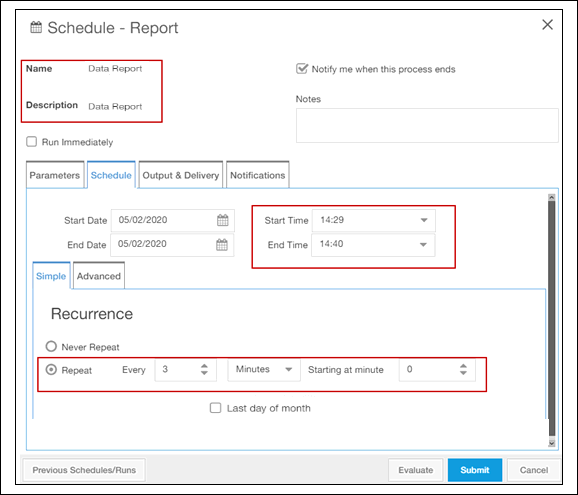 Schedule - Report
Name Data Report
Notify me when this process ends
Notes
Description Data Report
Run Immediately
Parameters Schedule Output & Delivery Notifications
Start Date 05/02/2020 Start Time 14:29
End Date 05/02/2020 End Time 14:40
Simple Advanced
Recurrence
Never Repeat
Repeat Every 3 Minutes Starting at minute 0
Last day of month
Previous Schedules/Runs Evaluate Submit Cancel